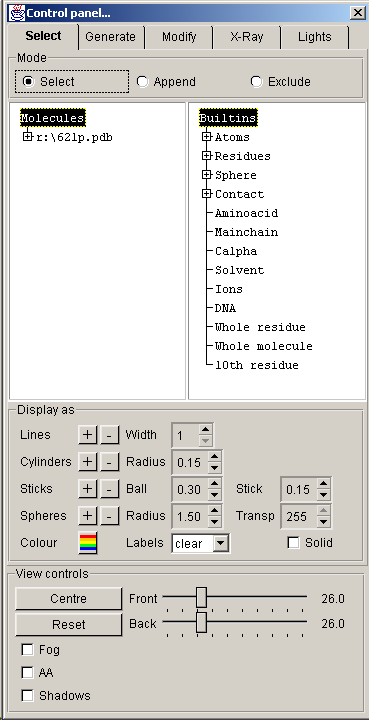 Control panel...
Select Generate Modify X-Ray Lights
Mode
Select Append Exclude
Molecules
r:\621p.pdb
Builtins
Atoms
Residues
Sphere
Contact
Aminoacid
Mainchain
Calpha
Solvent
Ions
DNA
Whole residue
Whole molecule
10th residue
Display as
Lines + - Width 1
Cylinders + - Radius 0.15
Sticks + - Ball 0.30 Stick 0.15
Spheres + - Radius 1.50 Transp 255
Colour Labels clear Solid
View controls
Centre Front 26.0
Reset Back 26.0
Fog
AA
Shadows